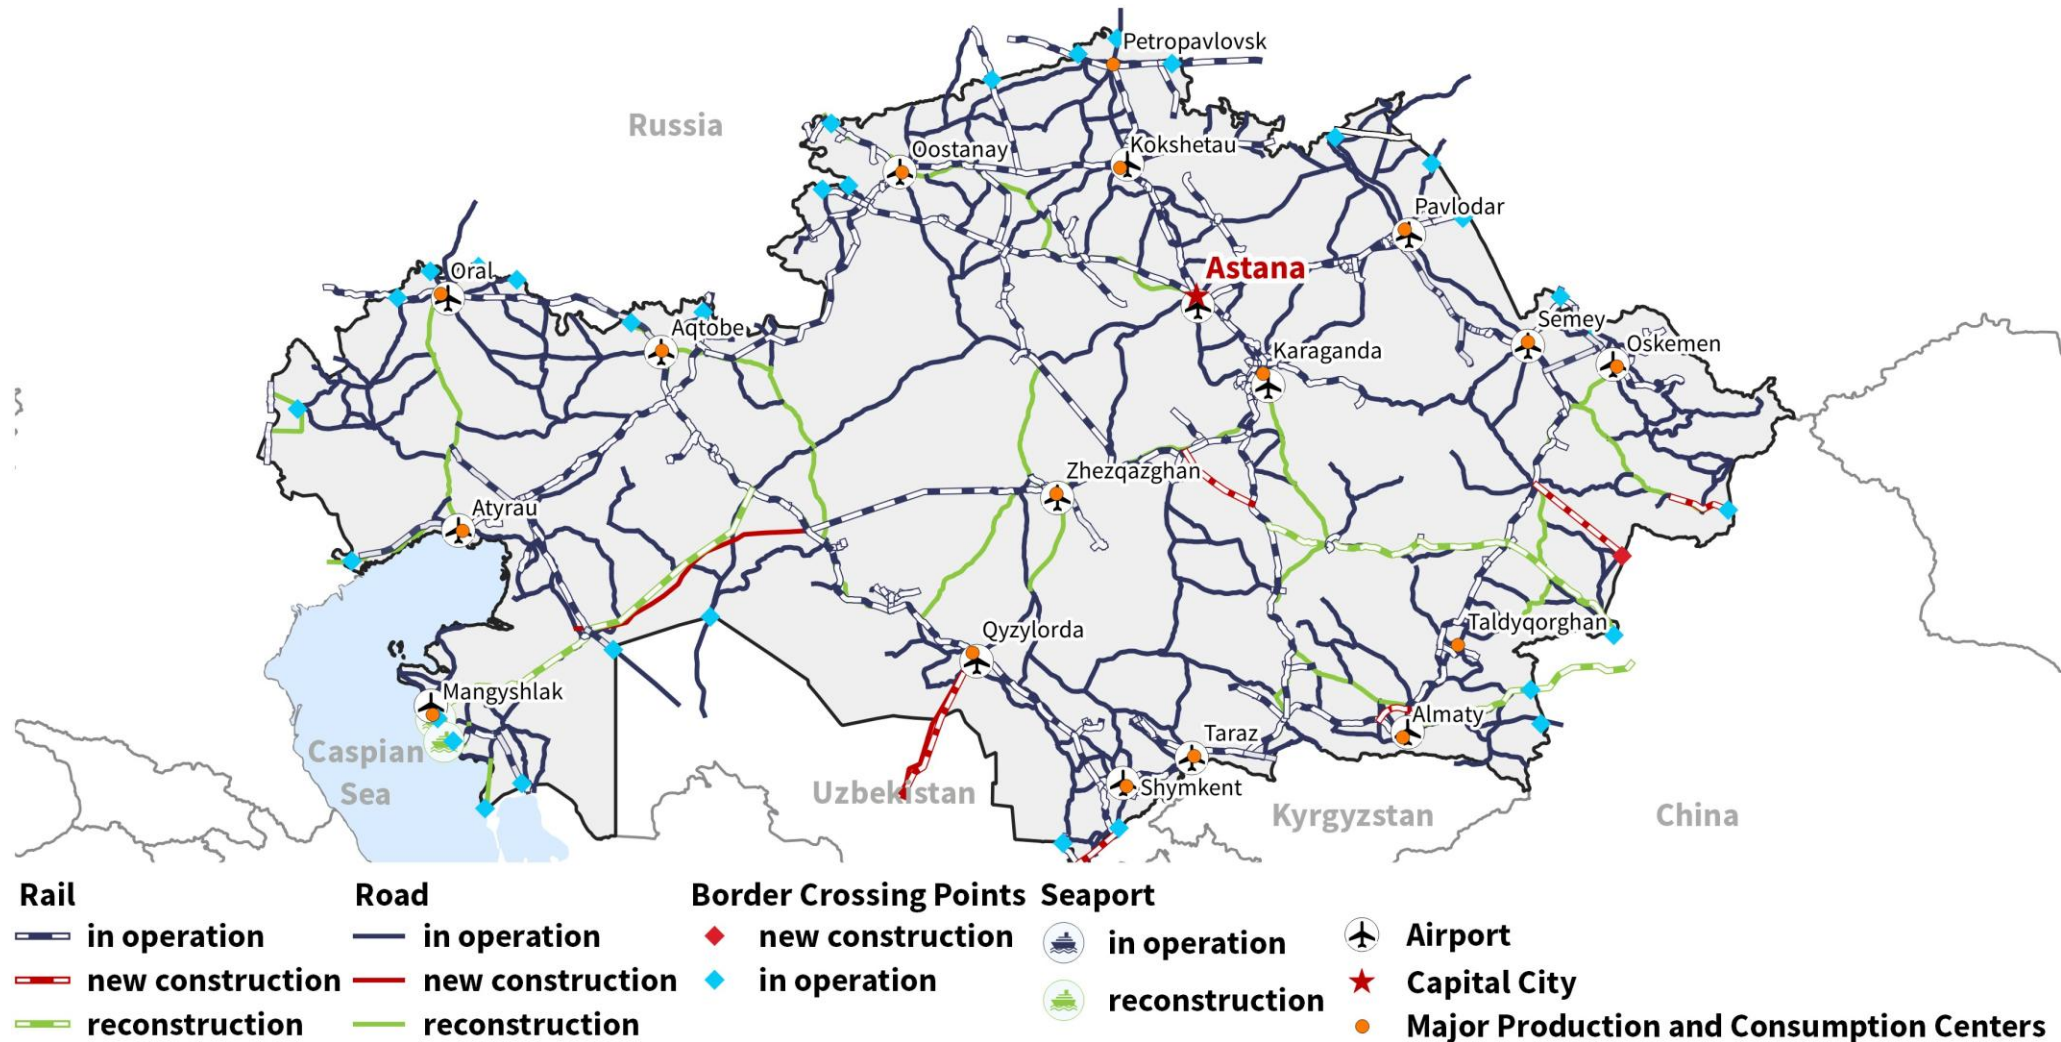 Petropavlovsk
Russia
Oostanay
Kokshetau
Pavlodar
Oral
Astana
Aqtobe
Semey
Oskemen
Karaganda
Zhezqazghan
Atyrau
Qyzylorda
Taldyqorghan
Mangyshlak
Almaty
Taraz
Caspian
Sea
Uzbekistan
Shymkent
Kyrgyzstan
China
Rail
in operation
new construction
reconstruction
Road
in operation
new construction
reconstruction
Border Crossing Points
new construction
in operation
Seaport
in operation
reconstruction
Airport
Capital City
Major Production and Consumption Centers